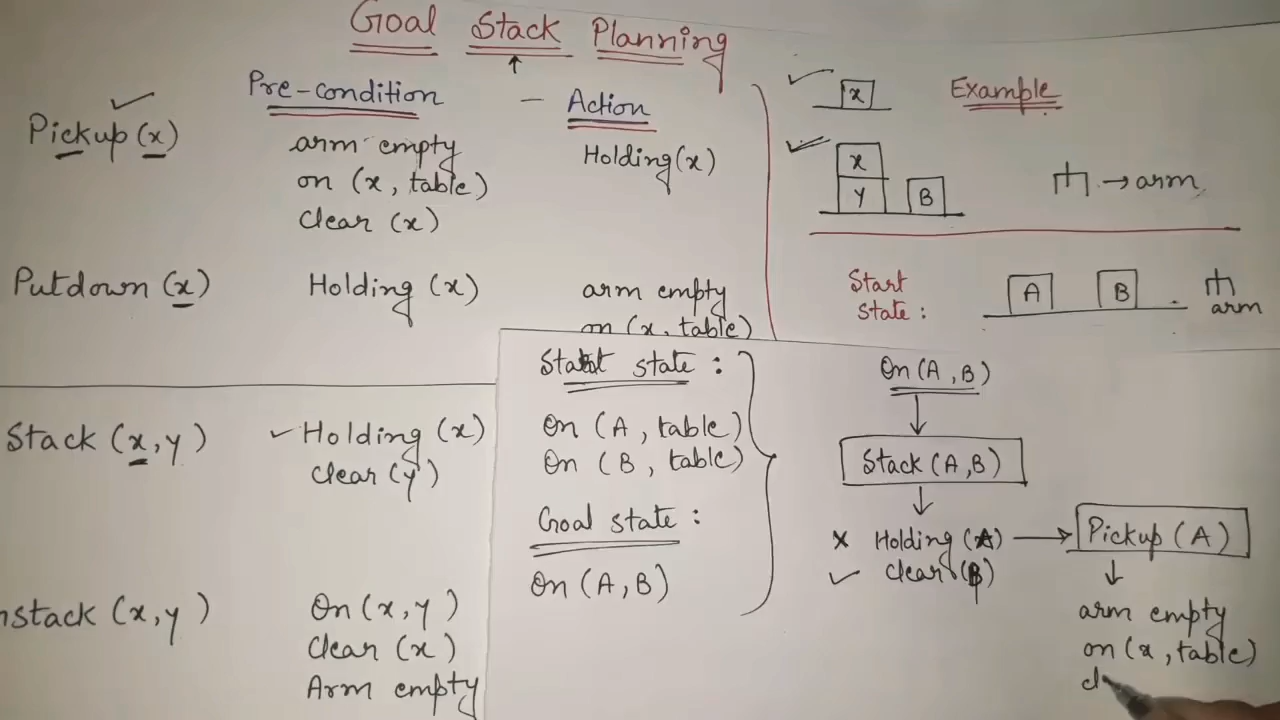 Goal Stack Planning
Pre-condition - Action
Pickup (x)
arm empty
on (x, table)
clear (x)
Holding (x)
Putdown (x)
Holding (x)
arm empty
on (x, table)
Stack (x, y)
Holding (x)
clear (y)
nstack (x, y)
On (x, y)
clear (x)
Arm empty
Example
x
x
y
B
→ arm
Start
state :
A
B
arm
Start state :
On (A, table)
On (B, table)
Goal state :
On (A, B)
On (A, B)
Stack (A, B)
Holding (A)
clear (B)
Pickup (A)
arm empty
on (x, table)
cl